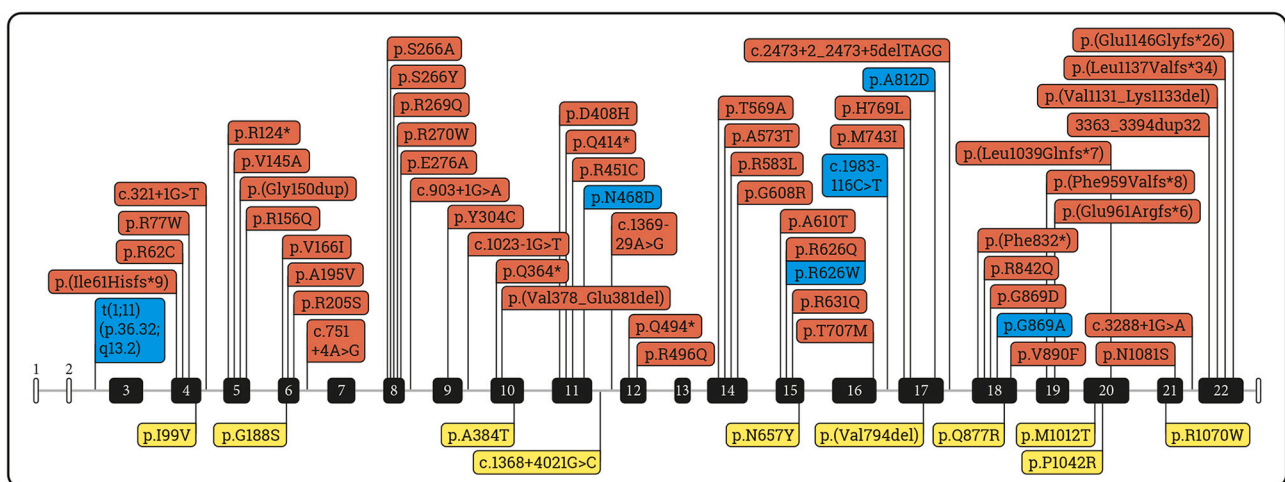 p.S266A
p.S266Y
p.R269Q
p.R270W
p.E276A
c.903+1G>A
p.Y304C
c.1023-1G>T
p.Q364*
p.(Val378_Glu381del)
p.R124*
p.V145A
p.(Gly150dup)
p.R156Q
p.V166I
p.A195V
p.R205S
c.751
+4A>G
c.321+1G>T
p.R77W
p.R62C
p.(Ile61Hisfs*9)
t(1;11)
(p.36.32;
q13.2)
p.D408H
p.Q414*
p.R451C
p.N468D
c.1369-
29A>G
p.Q494*
p.R496Q
p.T569A
p.A573T
p.R583L
p.G608R
p.A610T
p.R626Q
p.R626W
p.R631Q
p.T707M
c.2473+2_2473+5delTAGG
p.A812D
p.H769L
p.M743I
c.1983-
116C>T
p.(Glu1146Glyfs*26)
p.(Leu1137Valfs*34)
p.(Val1131_Lys1133del)
3363_3394dup32
p.(Leu1039Glnfs*7)
p.(Phe959Valfs*8)
p.(Glu961Argfs*6)
p.(Phe832*)
p.R842Q
p.G869D
p.G869A
p.V890F
c.3288+1G>A
p.N1081S
1 2 3 4 5 6 7 8 9 10 11 12 13 14 15 16 17 18 19 20 21 22
p.I99V
p.G188S
p.A384T
c.1368+4021G>C
p.N657Y
p.(Val794del)
p.Q877R
p.M1012T
p.P1042R
p.R1070W